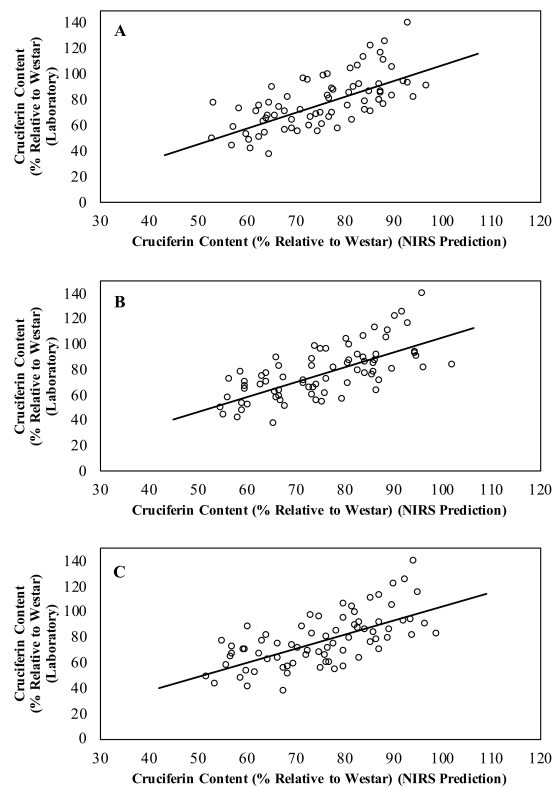 A
Cruciferin Content
(% Relative to Westar)
(Laboratory)
140
120
100
80
60
40
20
0
30 40 50 60 70 80 90 100 110 120
Cruciferin Content (% Relative to Westar) (NIRS Prediction)
B
Cruciferin Content
(% Relative to Westar)
(Laboratory)
140
120
100
80
60
40
20
0
30 40 50 60 70 80 90 100 110 120
Cruciferin Content (% Relative to Westar) (NIRS Prediction)
C
Cruciferin Content
(% Relative to Westar)
(Laboratory)
140
120
100
80
60
40
20
0
30 40 50 60 70 80 90 100 110 120
Cruciferin Content (% Relative to Westar) (NIRS Prediction)